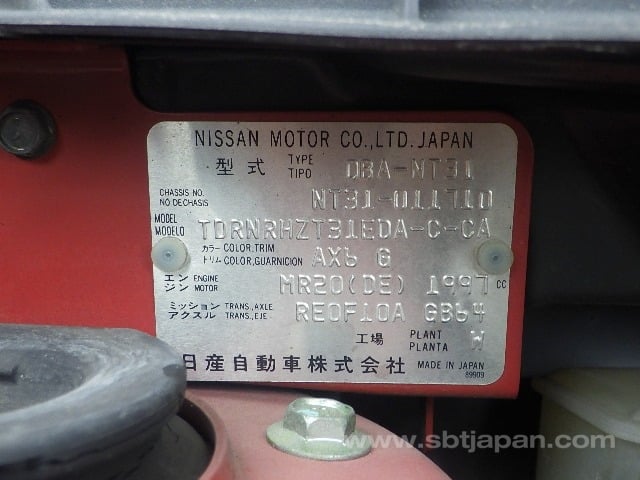 NISSAN MOTOR CO.,LTD. JAPAN
型式 TYPE TIPO DBA-NT31
CHASSIS NO. NO DECHASIS NT31-011710
MODEL MODELO TDRNRHZT31EDA-C-CA
カラー COLOR,TRIM トリム COLOR,GUARNICION AX6 G
エンジン ENGINE MOTOR MR20(DE) 1997 CC
ミッション TRANS.,AXLE アクスル TRANS.,EJE RE0F10A GB64
工場 PLANT PLANTA W
日産自動車株式会社 MADE IN JAPAN
89909
www.sbtjapan.com